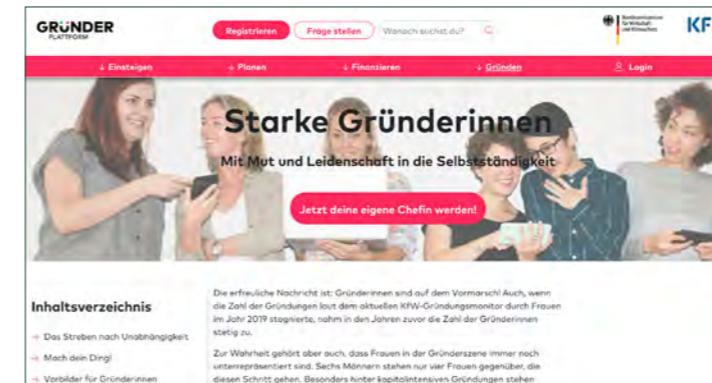 GRÜNDER
PLATTFORM
Registrieren
Frage stellen
Wonach suchst du?
Bundesministerium
für Wirtschaft
und Klimaschutz
KF
↓ Einsteigen
↓ Planen
↓ Finanzieren
↓ Gründen
Login
Starke Gründerinnen
Mit Mut und Leidenschaft in die Selbstständigkeit
Jetzt deine eigene Chefin werden!
Inhaltsverzeichnis
→ Das Streben nach Unabhängigkeit
→ Mach dein Ding!
→ Vorbilder für Gründerinnen
Die erfreuliche Nachricht ist: Gründerinnen sind auf dem Vormarsch! Auch, wenn
die Zahl der Gründungen laut dem aktuellen KfW-Gründungsmonitor durch Frauen
im Jahr 2019 stagnierte, nahm in den Jahren zuvor die Zahl der Gründerinnen
stetig zu.
Zur Wahrheit gehört aber auch, dass Frauen in der Gründerszene immer noch
unterrepräsentiert sind. Sechs Männern stehen nur vier Frauen gegenüber, die
diesen Schritt gehen. Besonders hinter kapitalintensiven Gründungen stehen